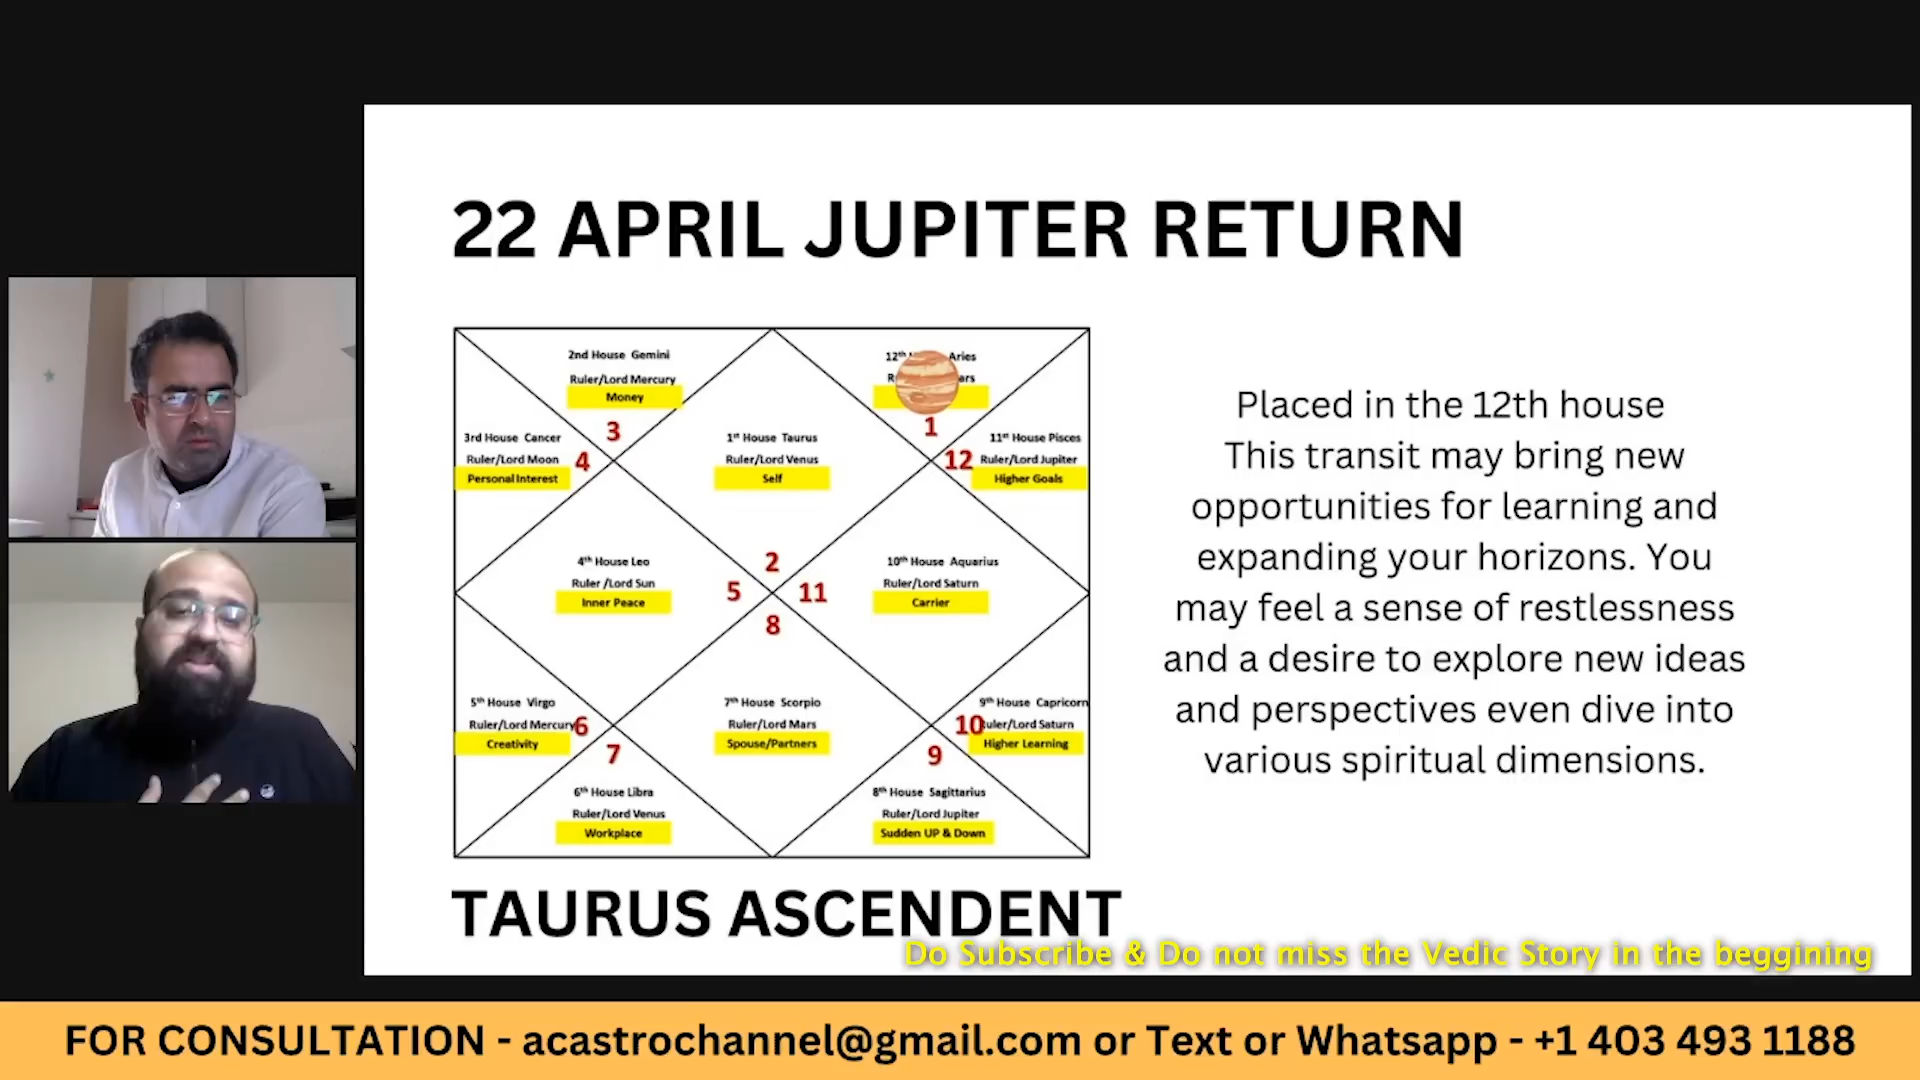 22 APRIL JUPITER RETURN
2nd House Gemini
Ruler/Lord Mercury
Money
3
12th Aries
1
3rd House Cancer
Ruler/Lord Moon
Personal Interest
4
1st House Taurus
Ruler/Lord Venus
Self
12
11st House Pisces
Ruler/Lord Jupiter
Higher Goals
4th House Leo
Ruler /Lord Sun
Inner Peace
2
5
11
8
10th House Aquarius
Ruler/Lord Saturn
Carrier
5th House Virgo
Ruler/Lord Mercury
Creativity
6
7
7th House Scorpio
Ruler/Lord Mars
Spouse/Partners
9th House Capricorn
10
Ruler/Lord Saturn
Higher Learning
9
6th House Libra
Ruler/Lord Venus
Workplace
8th House Sagittarius
Ruler/Lord Jupiter
Sudden UP & Down
Placed in the 12th house
This transit may bring new
opportunities for learning and
expanding your horizons. You
may feel a sense of restlessness
and a desire to explore new ideas
and perspectives even dive into
various spiritual dimensions.
TAURUS ASCENDENT
Do Subscribe & Do not miss the Vedic Story in the beggining
FOR CONSULTATION - acastrochannel@gmail.com or Text or Whatsapp - +1 403 493 1188